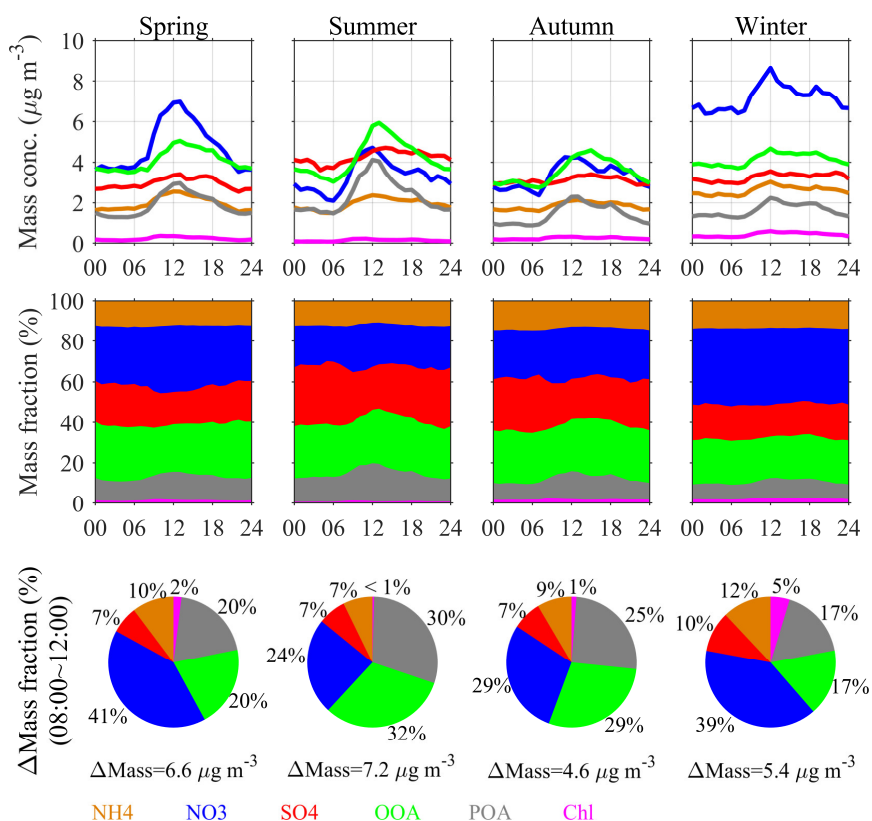 Spring Summer Autumn Winter
Mass conc. (μg m-3)
10
8
6
4
2
0
00 06 12 18 24 00 06 12 18 24 00 06 12 18 24 00 06 12 18 24
Mass fraction (%)
100
80
60
40
20
0
00 06 12 18 24 00 06 12 18 24 00 06 12 18 24 00 06 12 18 24
ΔMass fraction (%)
(08:00~12:00)
10% 2% 20% 20% 41% 7%
7% < 1% 30% 32% 24% 7%
9% 1% 25% 29% 29% 7%
12% 5% 17% 17% 39% 10%
ΔMass=6.6 μg m-3 ΔMass=7.2 μg m-3 ΔMass=4.6 μg m-3 ΔMass=5.4 μg m-3
NH4 NO3 SO4 OOA POA Chl